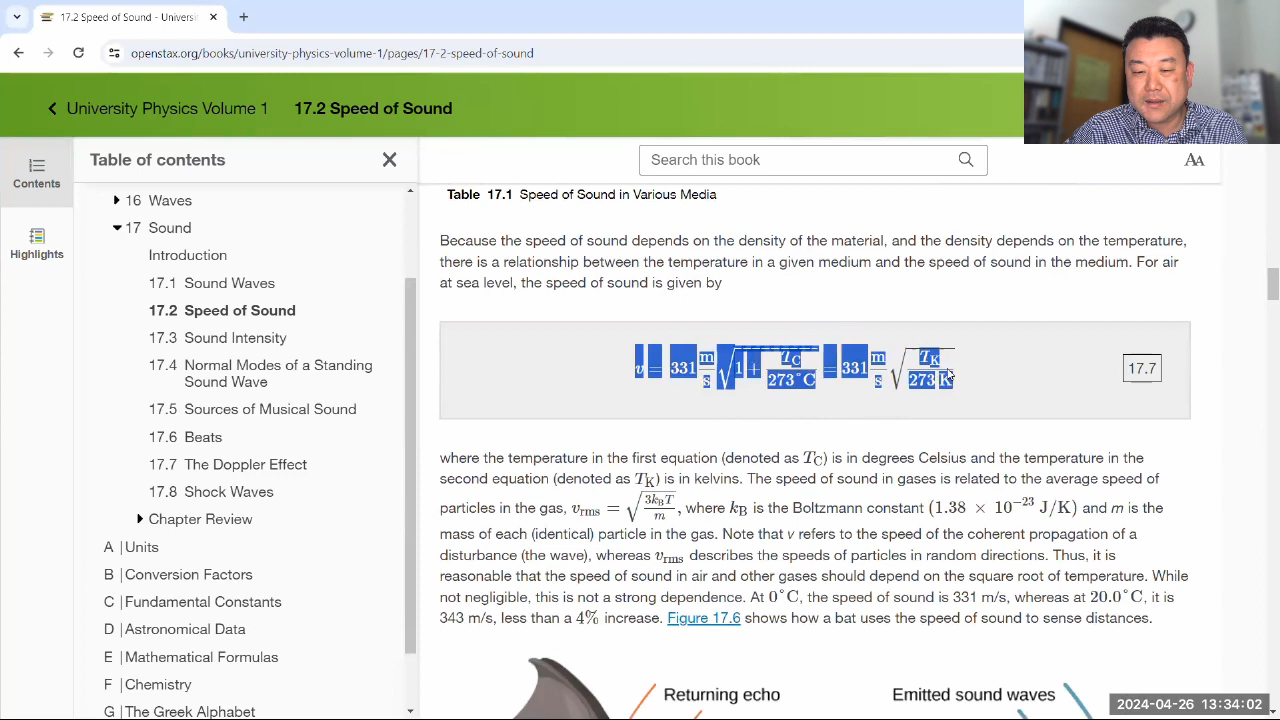 17.2 Speed of Sound - Universi
openstax.org/books/university-physics-volume-1/pages/17-2-speed-of-sound
University Physics Volume 1 17.2 Speed of Sound
Contents
Highlights
Table of contents
16 Waves
17 Sound
Introduction
17.1 Sound Waves
17.2 Speed of Sound
17.3 Sound Intensity
17.4 Normal Modes of a Standing
Sound Wave
17.5 Sources of Musical Sound
17.6 Beats
17.7 The Doppler Effect
17.8 Shock Waves
Chapter Review
A | Units
B | Conversion Factors
C | Fundamental Constants
D | Astronomical Data
E | Mathematical Formulas
F | Chemistry
G | The Greek Alphabet
Search this book
AA
Table 17.1 Speed of Sound in Various Media
Because the speed of sound depends on the density of the material, and the density depends on the temperature,
there is a relationship between the temperature in a given medium and the speed of sound in the medium. For air
at sea level, the speed of sound is given by
v = 331 m/s √(1 + T_C/273°C) = 331 m/s √(T_K/273 K) 17.7
where the temperature in the first equation (denoted as T_C) is in degrees Celsius and the temperature in the
second equation (denoted as T_K) is in kelvins. The speed of sound in gases is related to the average speed of
particles in the gas, v_rms = √(3k_BT/m), where k_B is the Boltzmann constant (1.38 × 10⁻²³ J/K) and m is the
mass of each (identical) particle in the gas. Note that v refers to the speed of the coherent propagation of a
disturbance (the wave), whereas v_rms describes the speeds of particles in random directions. Thus, it is
reasonable that the speed of sound in air and other gases should depend on the square root of temperature. While
not negligible, this is not a strong dependence. At 0°C, the speed of sound is 331 m/s, whereas at 20.0°C, it is
343 m/s, less than a 4% increase. Figure 17.6 shows how a bat uses the speed of sound to sense distances.
Returning echo
Emitted sound waves
2024-04-26 13:34:02